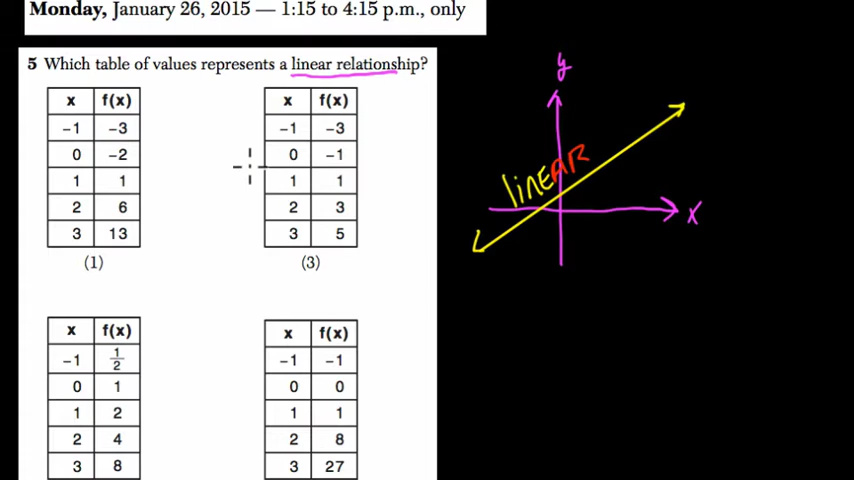 Monday, January 26, 2015 — 1:15 to 4:15 p.m., only
5 Which table of values represents a linear relationship?
x f(x)
−1 −3
0 −2
1 1
2 6
3 13
(1)
x f(x)
−1 −3
0 −1
1 1
2 3
3 5
(3)
x f(x)
−1 1/2
0 1
1 2
2 4
3 8
x f(x)
−1 −1
0 0
1 1
2 8
3 27
y
lineAR
x